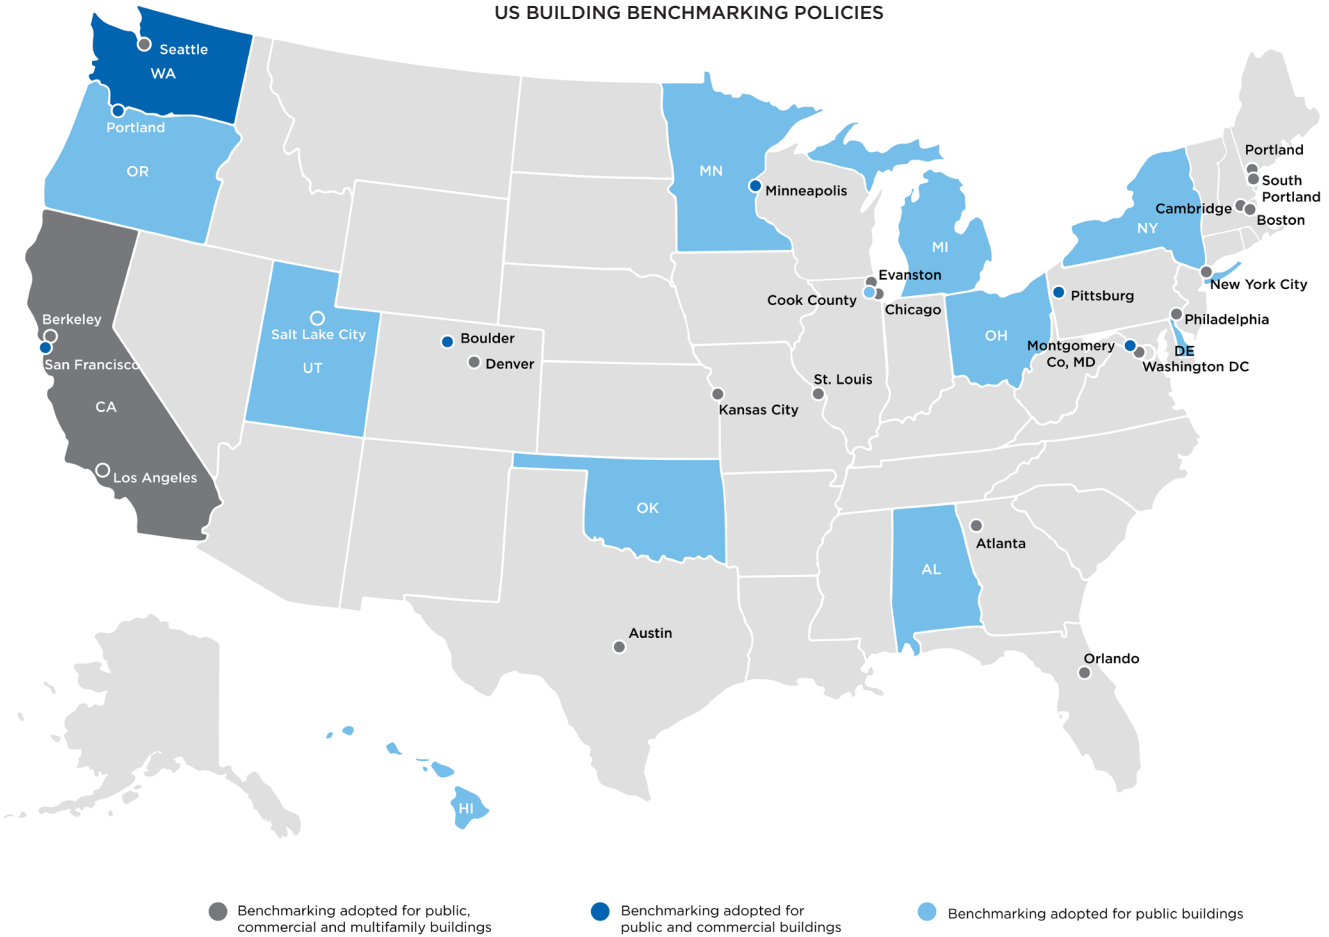 US BUILDING BENCHMARKING POLICIES
Seattle
WA
Portland
OR
MN
Minneapolis
Portland
South
Portland
Cambridge
Boston
NY
MI
Evanston
Cook County
Chicago
New York City
Pittsburg
Philadelphia
Berkeley
San Francisco
CA
Los Angeles
Salt Lake City
UT
Boulder
Denver
OH
Montgomery
Co, MD
DE
Washington DC
St. Louis
Kansas City
OK
AL
Atlanta
Austin
Orlando
HI
Benchmarking adopted for public,
commercial and multifamily buildings
Benchmarking adopted for
public and commercial buildings
Benchmarking adopted for public buildings